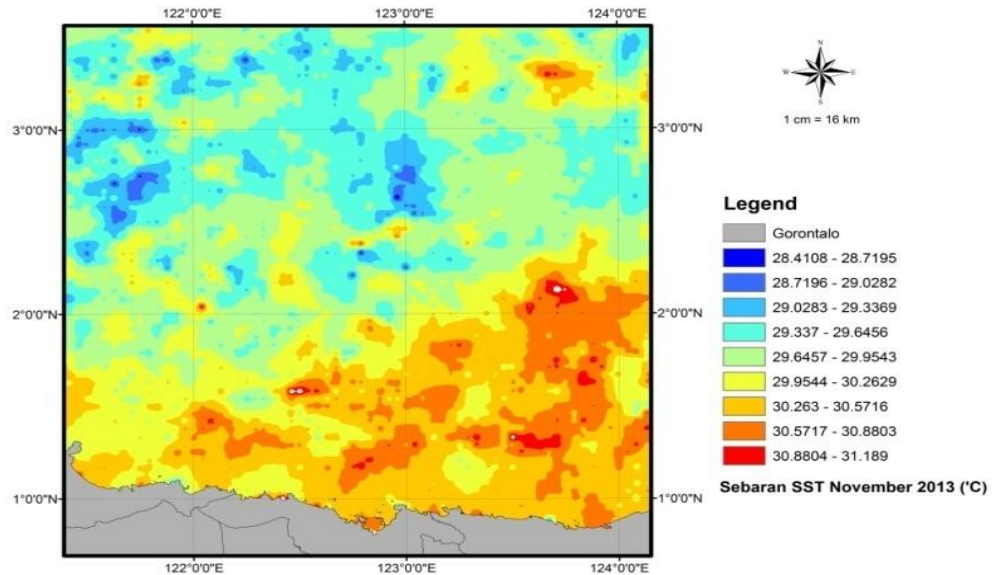 122°0'0"E 123°0'0"E 124°0'0"E
3°0'0"N 3°0'0"N
2°0'0"N 2°0'0"N
1°0'0"N 1°0'0"N
122°0'0"E 123°0'0"E 124°0'0"E
N
W E
S
1 cm = 16 km
Legend
Gorontalo
28.4108 - 28.7195
28.7196 - 29.0282
29.0283 - 29.3369
29.337 - 29.6456
29.6457 - 29.9543
29.9544 - 30.2629
30.263 - 30.5716
30.5717 - 30.8803
30.8804 - 31.189
Sebaran SST November 2013 (°C)